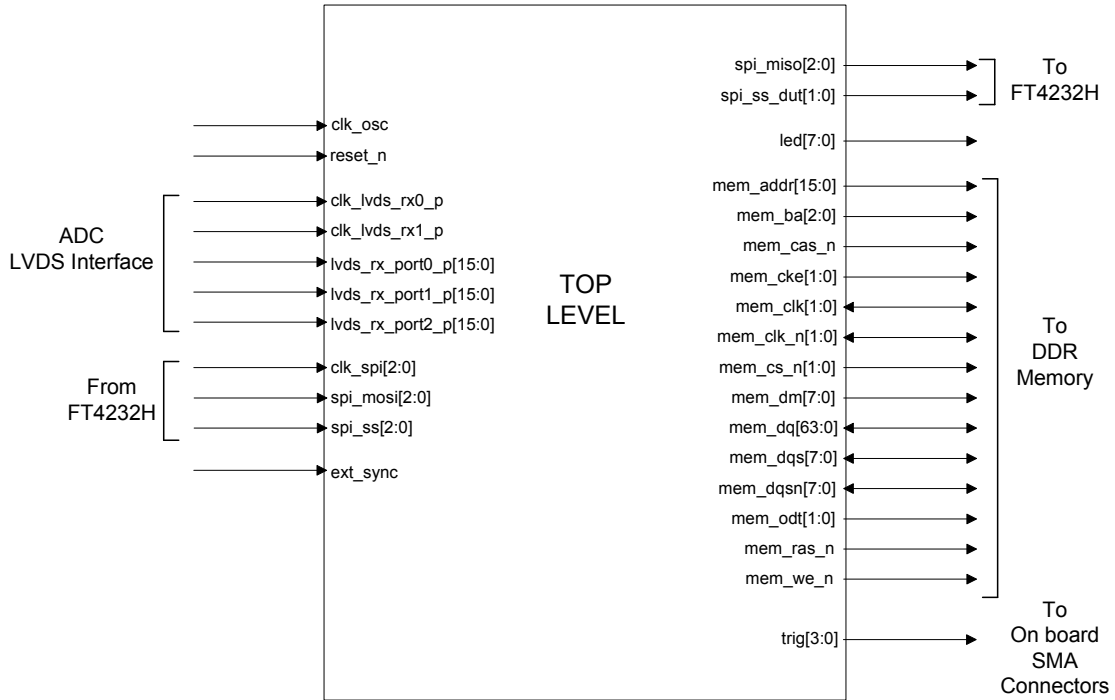 clk_osc
reset_n
ADC
LVDS Interface
clk_lvds_rx0_p
clk_lvds_rx1_p
lvds_rx_port0_p[15:0]
lvds_rx_port1_p[15:0]
lvds_rx_port2_p[15:0]
From
FT4232H
clk_spi[2:0]
spi_mosi[2:0]
spi_ss[2:0]
ext_sync
TOP
LEVEL
spi_miso[2:0]
spi_ss_dut[1:0]
To
FT4232H
led[7:0]
mem_addr[15:0]
mem_ba[2:0]
mem_cas_n
mem_cke[1:0]
mem_clk[1:0]
mem_clk_n[1:0]
mem_cs_n[1:0]
mem_dm[7:0]
mem_dq[63:0]
mem_dqs[7:0]
mem_dqsn[7:0]
mem_odt[1:0]
mem_ras_n
mem_we_n
To
DDR
Memory
trig[3:0]
To
On board
SMA
Connectors